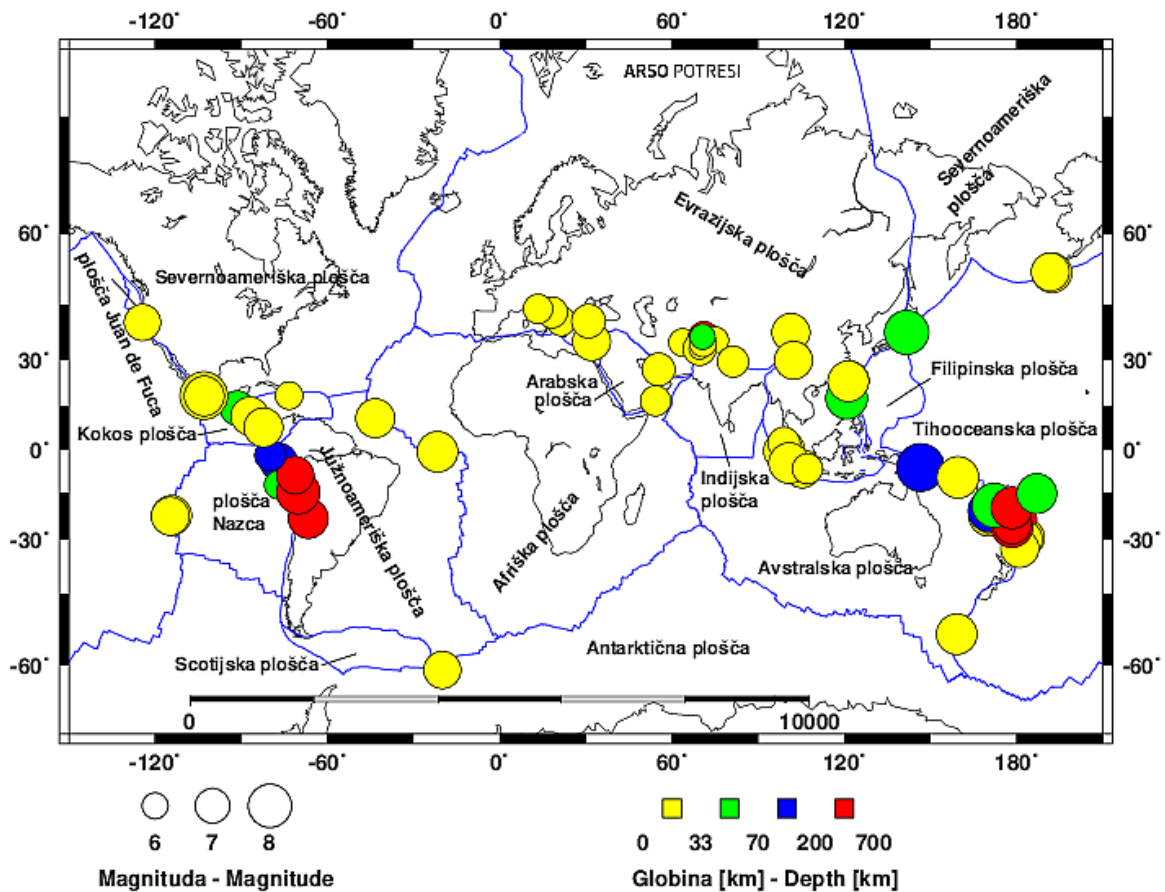 -120° -60° 0° 60° 120° 180°
ARSO POTRESI
60° 60°
30° 30°
0° 0°
-30° -30°
-60° -60°
Severnoameriška
plošča
Evrazijska plošča
Severnoameriška plošča
plošča Juan de Fuca
Arabska
plošča
Filipinska plošča
Kokos plošča
Tihooceanska plošča
Južnoameriška plošča
Indijska
plošča
plošča
Nazca
Afriška plošča
Avstralska plošča
Antarktična plošča
Scotijska plošča
0 10000
-120° -60° 0° 60° 120° 180°
6 7 8
0 33 70 200 700
Magnituda - Magnitude
Globina [km] - Depth [km]